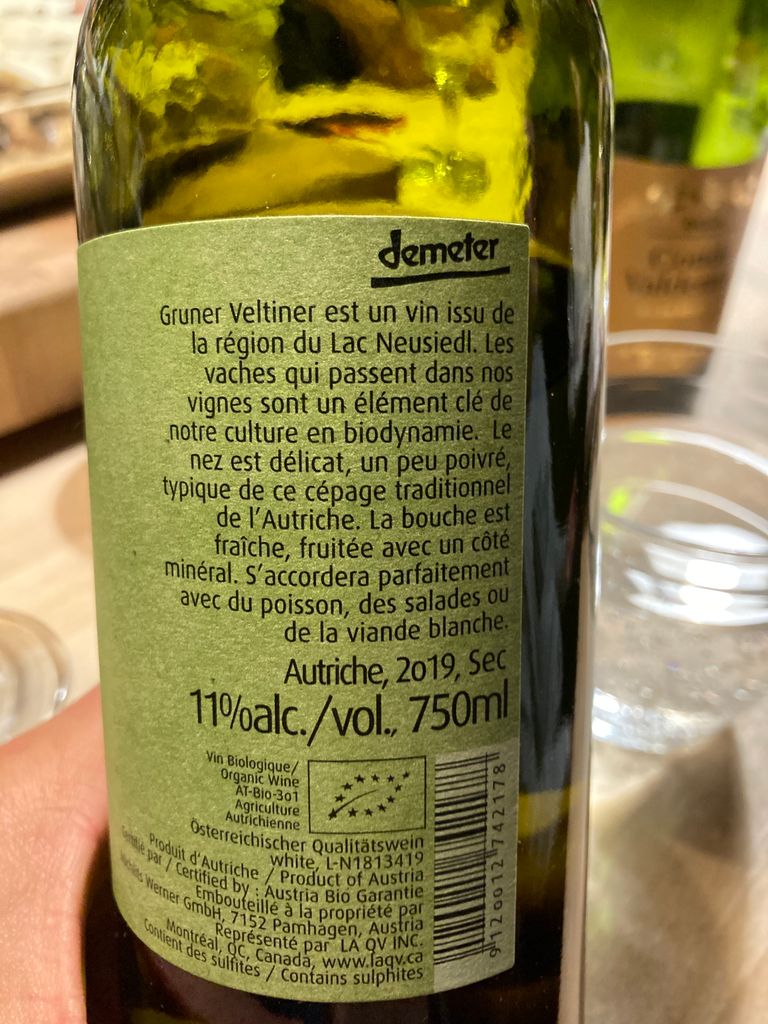 demeter
Gruner Veltiner est un vin issu de
la région du Lac Neusiedl. Les
vaches qui passent dans nos
vignes sont un élément clé de
notre culture en biodynamie. Le
nez est délicat, un peu poivré,
typique de ce cépage traditionnel
de l'Autriche. La bouche est
fraîche, fruitée avec un côté
minéral. S'accordera parfaitement
avec du poisson, des salades ou
de la viande blanche.
Autriche, 2019, Sec
11%alc./vol., 750ml
Vin Biologique/
Organic Wine
AT-Bio-301
Agriculture
Autrichienne
Österreichischer Qualitätswein
white, L-N1813419
Produit d'Autriche / Product of Austria
Certifié par / Certified by : Austria Bio Garantie
Embouteillé à la propriété par
Werner GmbH, 7152 Pamhagen, Austria
Représenté par LA QV INC.
Montréal, QC, Canada, www.laqv.ca
Contient des sulfites / Contains sulphites
9120012742178